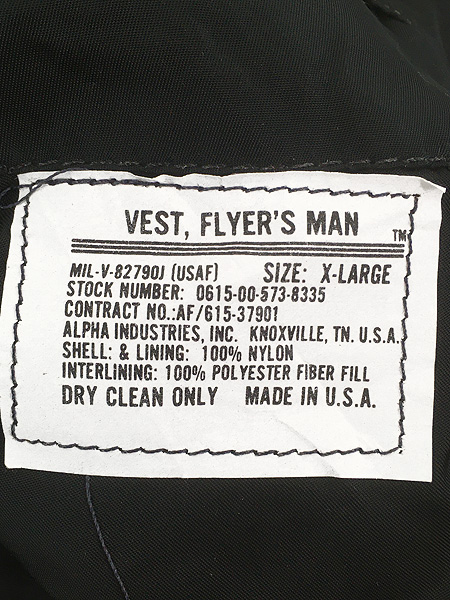 VEST, FLYER'S MAN TM
MIL-V-82790J (USAF) SIZE: X-LARGE
STOCK NUMBER: 0615-00-573-8335
CONTRACT NO.:AF/615-37901
ALPHA INDUSTRIES, INC. KNOXVILLE, TN. U.S.A.
SHELL: & LINING: 100% NYLON
INTERLINING: 100% POLYESTER FIBER FILL
DRY CLEAN ONLY MADE IN U.S.A.